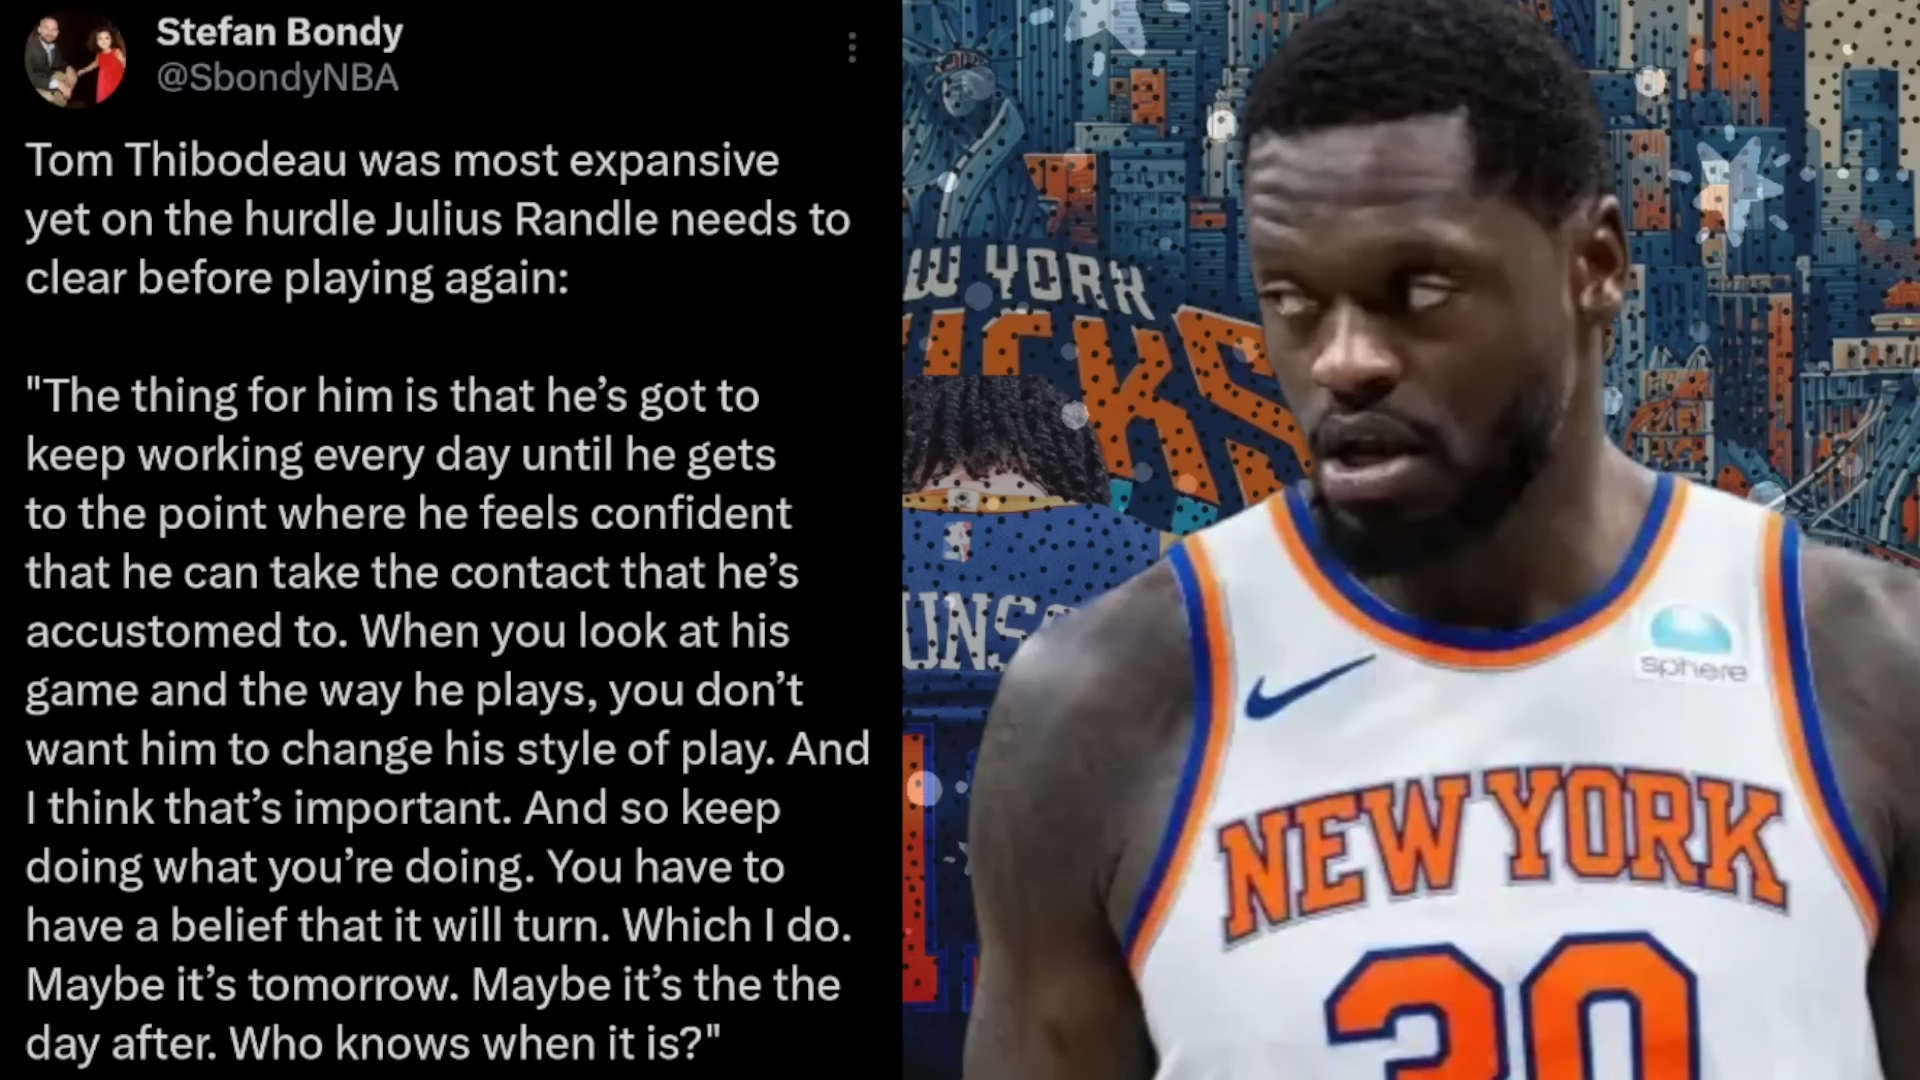 Stefan Bondy
@SbondyNBA
Tom Thibodeau was most expansive
yet on the hurdle Julius Randle needs to
clear before playing again:
"The thing for him is that he’s got to
keep working every day until he gets
to the point where he feels confident
that he can take the contact that he’s
accustomed to. When you look at his
game and the way he plays, you don’t
want him to change his style of play. And
I think that’s important. And so keep
doing what you’re doing. You have to
have a belief that it will turn. Which I do.
Maybe it’s tomorrow. Maybe it’s the the
day after. Who knows when it is?"
W YORK
ICKS
UNSO
sphere
NEW YORK
30